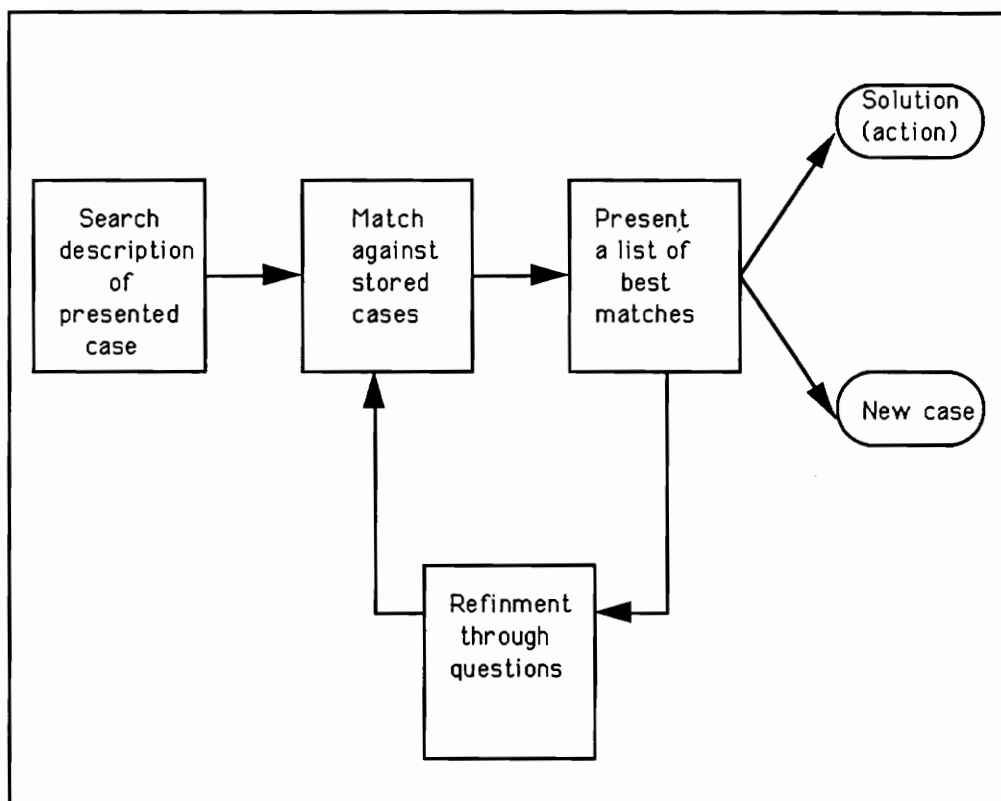 Search
description
of
presented
case
Match
against
stored
cases
Present
a list of
best
matches
Solution
(action)
New case
Refinment
through
questions